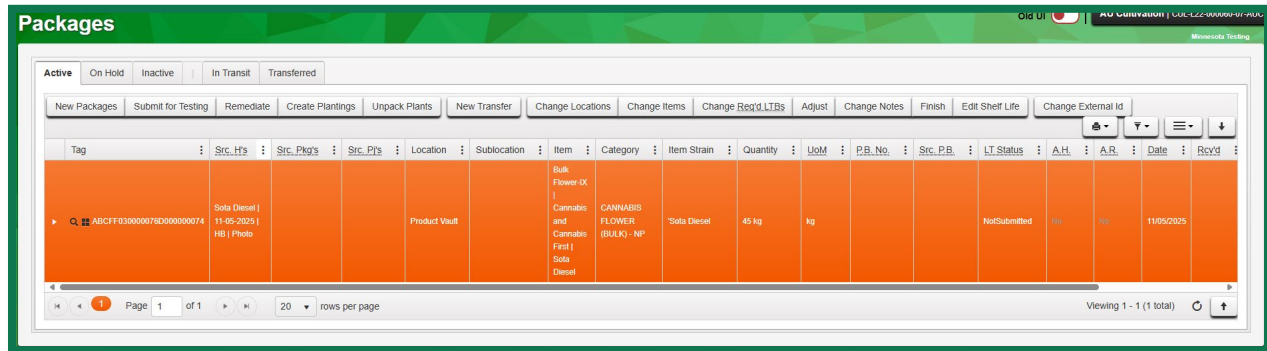 Packages
Old UI
AU Cultivation | CUL-L22-000060-07-AUC
Minnesota Testing
Active On Hold Inactive | In Transit Transferred
New Packages Submit for Testing Remediate Create Plantings Unpack Plants New Transfer Change Locations Change Items Change Req'd LTBs Adjust Change Notes Finish Edit Shelf Life Change External Id
Tag Src. H's Src. Pkg's Src. Pj's Location Sublocation Item Category Item Strain Quantity UoM P.B. No. Src. P.B. LT Status A.H. A.R. Date Rcv'd
ABCFF030000076D000000074
Sota Diesel |
11-05-2025 |
HB | Photo
Product Vault
Bulk
Flower-IX
|
Cannabis
and
Cannabis
First |
Sota
Diesel
CANNABIS
FLOWER
(BULK) - NP
'Sota Diesel
45 kg
kg
NotSubmitted
No
No
11/05/2025
1 Page 1 of 1 20 rows per page Viewing 1 - 1 (1 total)